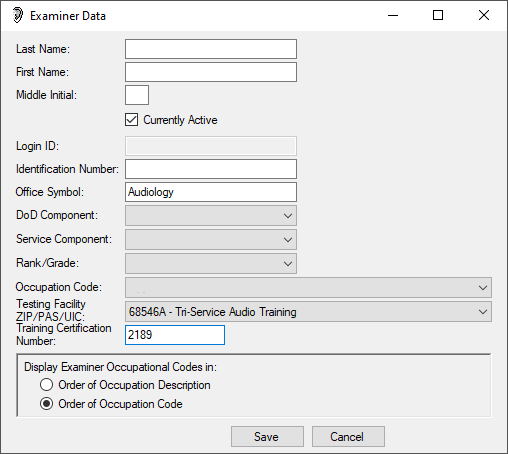 Examiner Data
Last Name:
First Name:
Middle Initial:
Currently Active
Login ID:
Identification Number:
Office Symbol: Audiology
DoD Component:
Service Component:
Rank/Grade:
Occupation Code:
Testing Facility
ZIP/PAS/UIC: 68546A - Tri-Service Audio Training
Training Certification
Number: 2189
Display Examiner Occupational Codes in:
Order of Occupation Description
Order of Occupation Code
Save Cancel